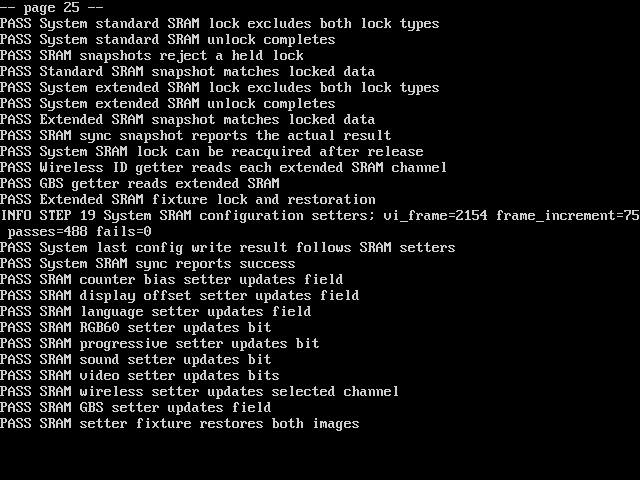 -- page 25 --
PASS System standard SRAM lock excludes both lock types
PASS System standard SRAM unlock completes
PASS SRAM snapshots reject a held lock
PASS Standard SRAM snapshot matches locked data
PASS System extended SRAM lock excludes both lock types
PASS System extended SRAM unlock completes
PASS Extended SRAM snapshot matches locked data
PASS SRAM sync snapshot reports the actual result
PASS System SRAM lock can be reacquired after release
PASS Wireless ID getter reads each extended SRAM channel
PASS GBS getter reads extended SRAM
PASS Extended SRAM fixture lock and restoration
INFO STEP 19 System SRAM configuration setters; vi_frame=2154 frame_increment=75
 passes=488 fails=0
PASS System last config write result follows SRAM setters
PASS System SRAM sync reports success
PASS SRAM counter bias setter updates field
PASS SRAM display offset setter updates field
PASS SRAM language setter updates field
PASS SRAM RGB60 setter updates bit
PASS SRAM progressive setter updates bit
PASS SRAM sound setter updates bit
PASS SRAM video setter updates bits
PASS SRAM wireless setter updates selected channel
PASS SRAM GBS setter updates field
PASS SRAM setter fixture restores both images